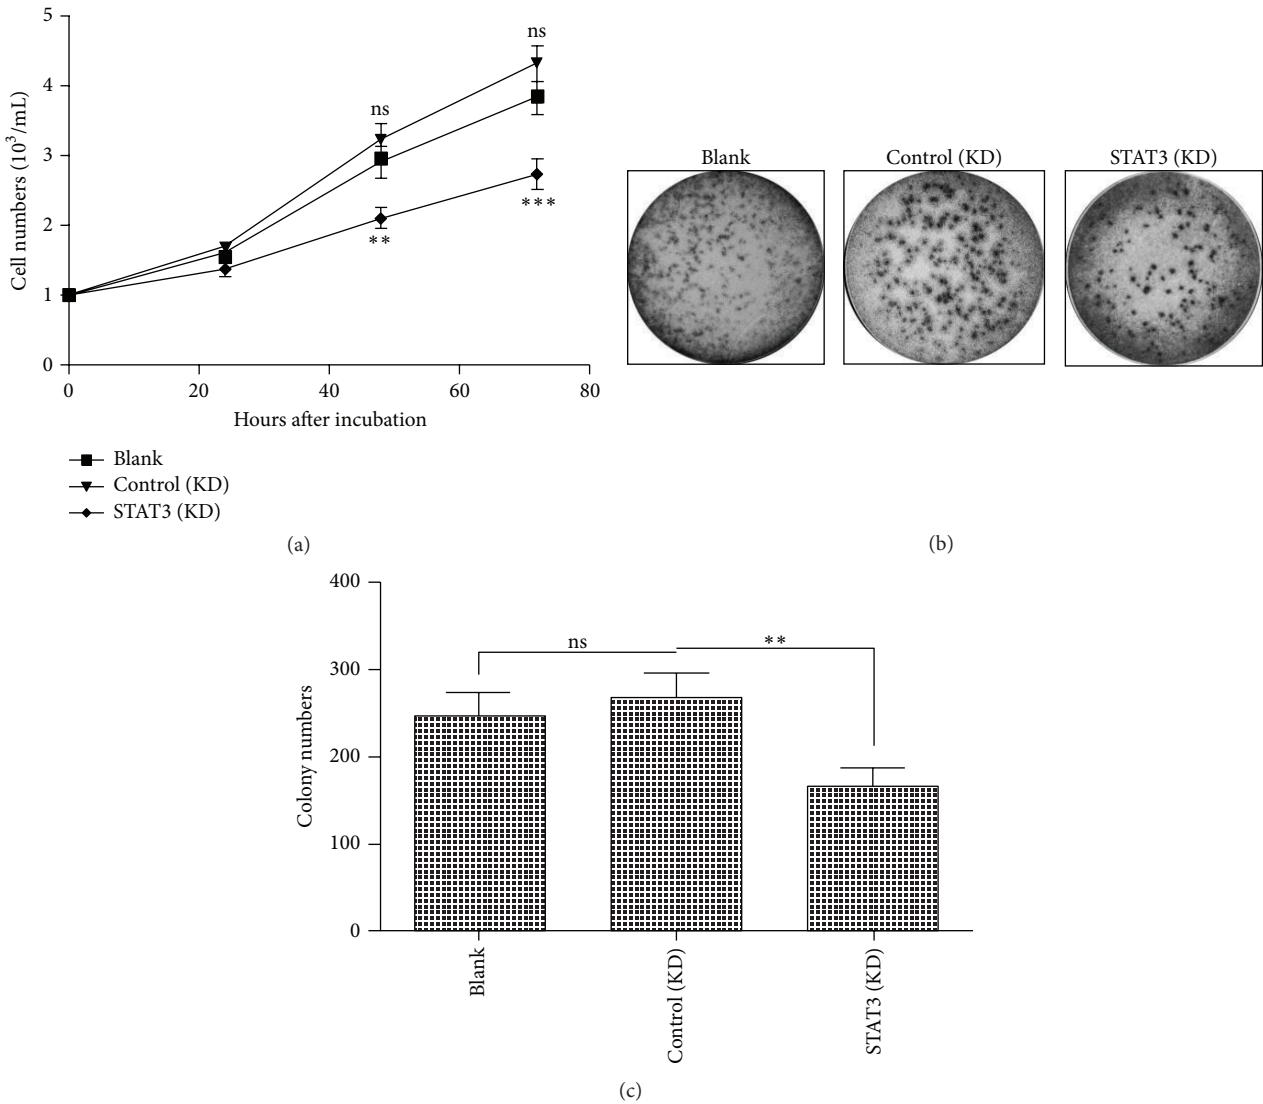 5
4
3
2
1
0
Cell numbers (10³/mL)
ns
ns
**
***
0 20 40 60 80
Hours after incubation
Blank
Control (KD)
STAT3 (KD)
(a)
Blank Control (KD) STAT3 (KD)
(b)
400
300
200
100
0
Colony numbers
ns **
Blank
Control (KD)
STAT3 (KD)
(c)